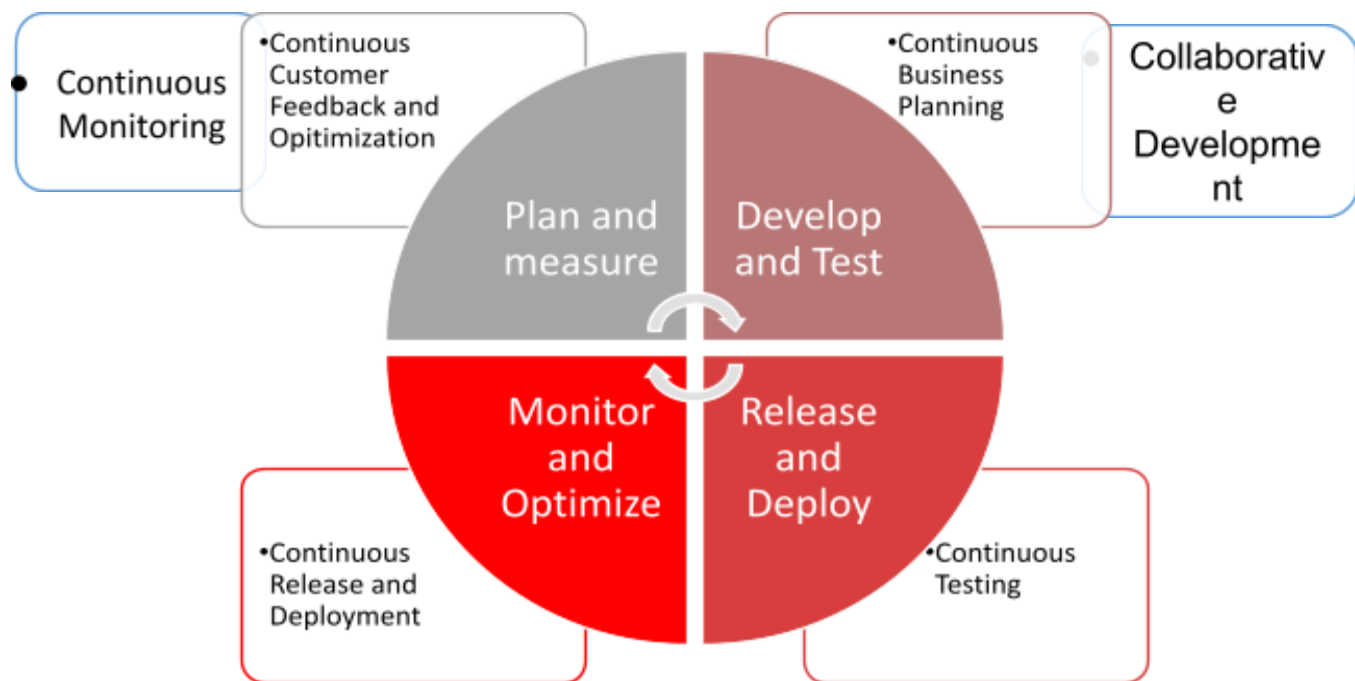 • Continuous
Monitoring
•Continuous
Customer
Feedback and
Opitimization
•Continuous
Business
Planning
• Collaborativ
e
Developme
nt
Plan and
measure
Develop
and Test
Monitor
and
Optimize
Release
and
Deploy
•Continuous
Release and
Deployment
•Continuous
Testing